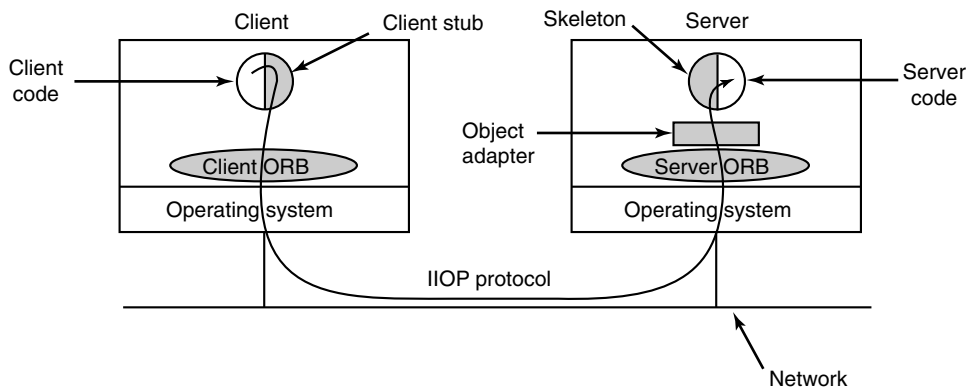 Client
Client stub
Skeleton
Server
Client
code
Server
code
Object
adapter
Client ORB
Server ORB
Operating system
Operating system
IIOP protocol
Network